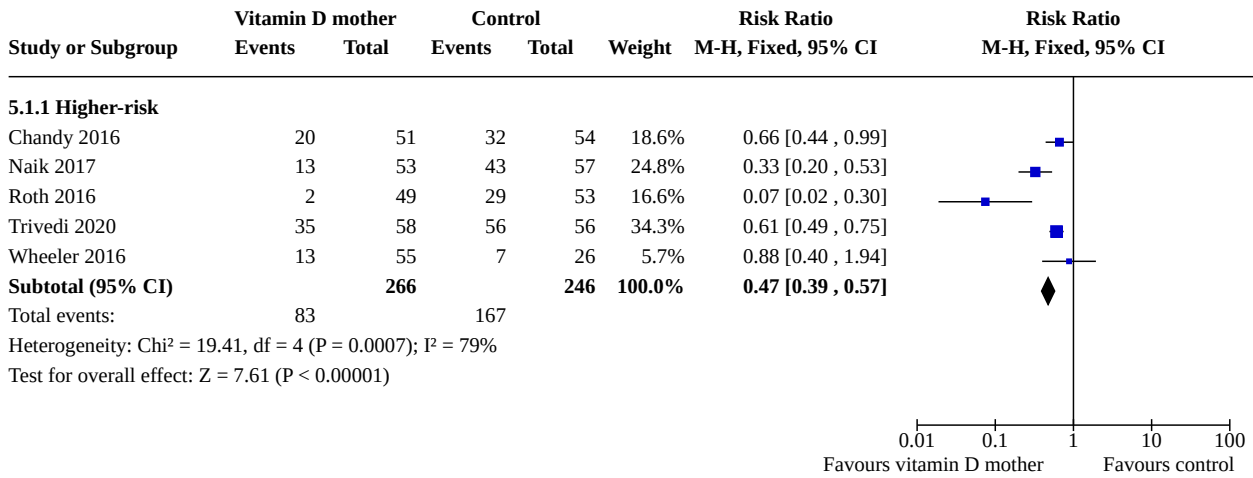 Vitamin D mother Control Risk Ratio Risk Ratio
Study or Subgroup Events Total Events Total Weight M-H, Fixed, 95% CI M-H, Fixed, 95% CI
5.1.1 Higher-risk
Chandy 2016 20 51 32 54 18.6% 0.66 [0.44 , 0.99]
Naik 2017 13 53 43 57 24.8% 0.33 [0.20 , 0.53]
Roth 2016 2 49 29 53 16.6% 0.07 [0.02 , 0.30]
Trivedi 2020 35 58 56 56 34.3% 0.61 [0.49 , 0.75]
Wheeler 2016 13 55 7 26 5.7% 0.88 [0.40 , 1.94]
Subtotal (95% CI) 266 246 100.0% 0.47 [0.39 , 0.57]
Total events: 83 167
Heterogeneity: Chi² = 19.41, df = 4 (P = 0.0007); I² = 79%
Test for overall effect: Z = 7.61 (P < 0.00001)
0.01 0.1 1 10 100
Favours vitamin D mother Favours control